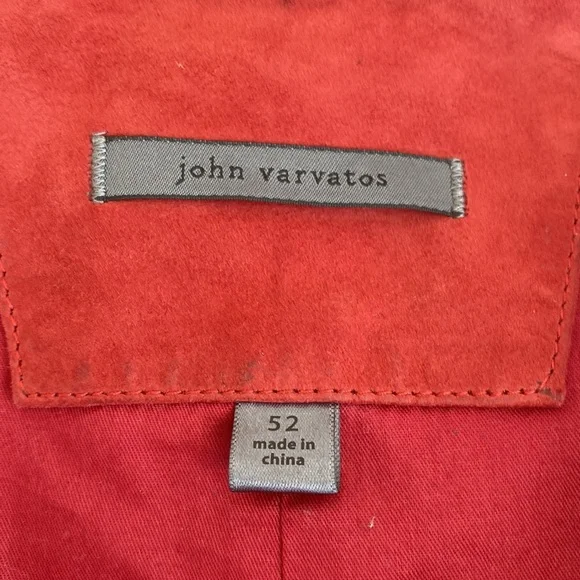 john varvatos
52
made in
china